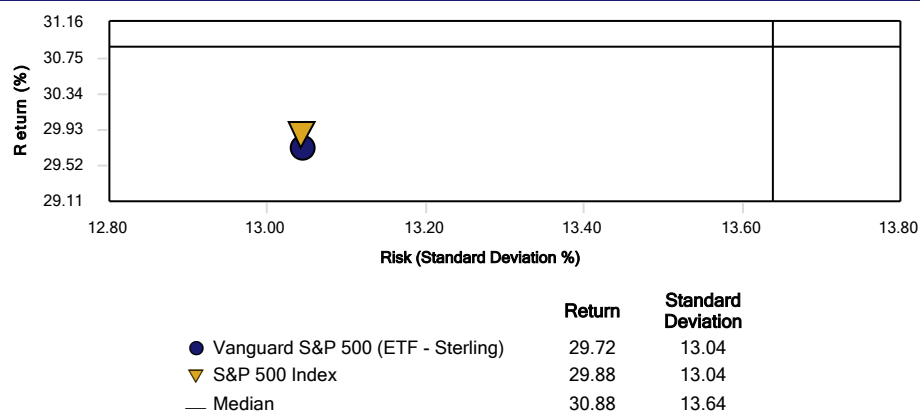 31.16
30.75
30.34
29.93
29.52
29.11
Return (%)
12.80 13.00 13.20 13.40 13.60 13.80
Risk (Standard Deviation %)
Return Standard Deviation
Vanguard S&P 500 (ETF - Sterling) 29.72 13.04
S&P 500 Index 29.88 13.04
Median 30.88 13.64